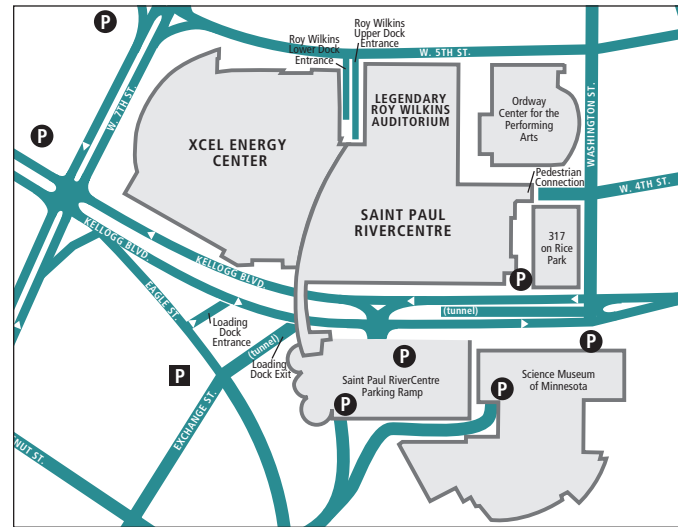 P
P
Roy Wilkins
Lower Dock
Entrance
Roy Wilkins
Upper Dock
Entrance
W. 5TH ST.
W. 7TH ST.
LEGENDARY
ROY WILKINS
AUDITORIUM
Ordway
Center for the
Performing
Arts
WASHINGTON ST.
XCEL ENERGY
CENTER
Pedestrian
Connection
W. 4TH ST.
SAINT PAUL
RIVERCENTRE
317
on Rice
Park
P
KELLOGG BLVD.
KELLOGG BLVD.
EAGLE ST.
Loading
Dock
Entrance
(tunnel)
(tunnel)
Loading
Dock Exit
P
P
P
Saint Paul RiverCentre
Parking Ramp
P
Science Museum
of Minnesota
P
EXCHANGE ST.
NUT ST.